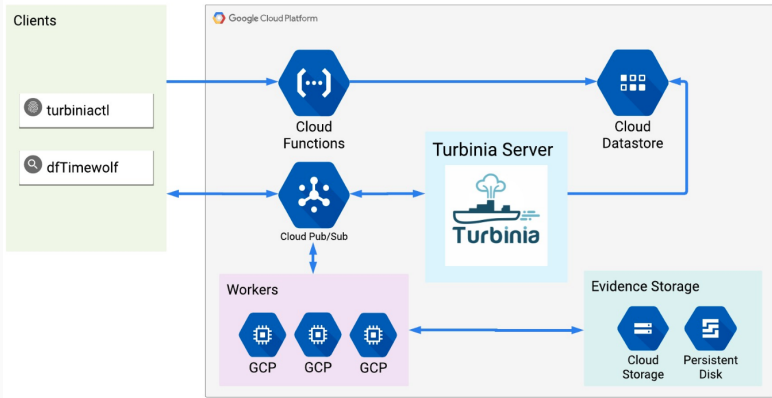 Clients
turbiniactl
dfTimewolf
Google Cloud Platform
Cloud
Functions
Cloud
Datastore
Cloud Pub/Sub
Turbinia Server
Turbinia
Workers
GCP
GCP
GCP
Evidence Storage
Cloud
Storage
Persistent
Disk